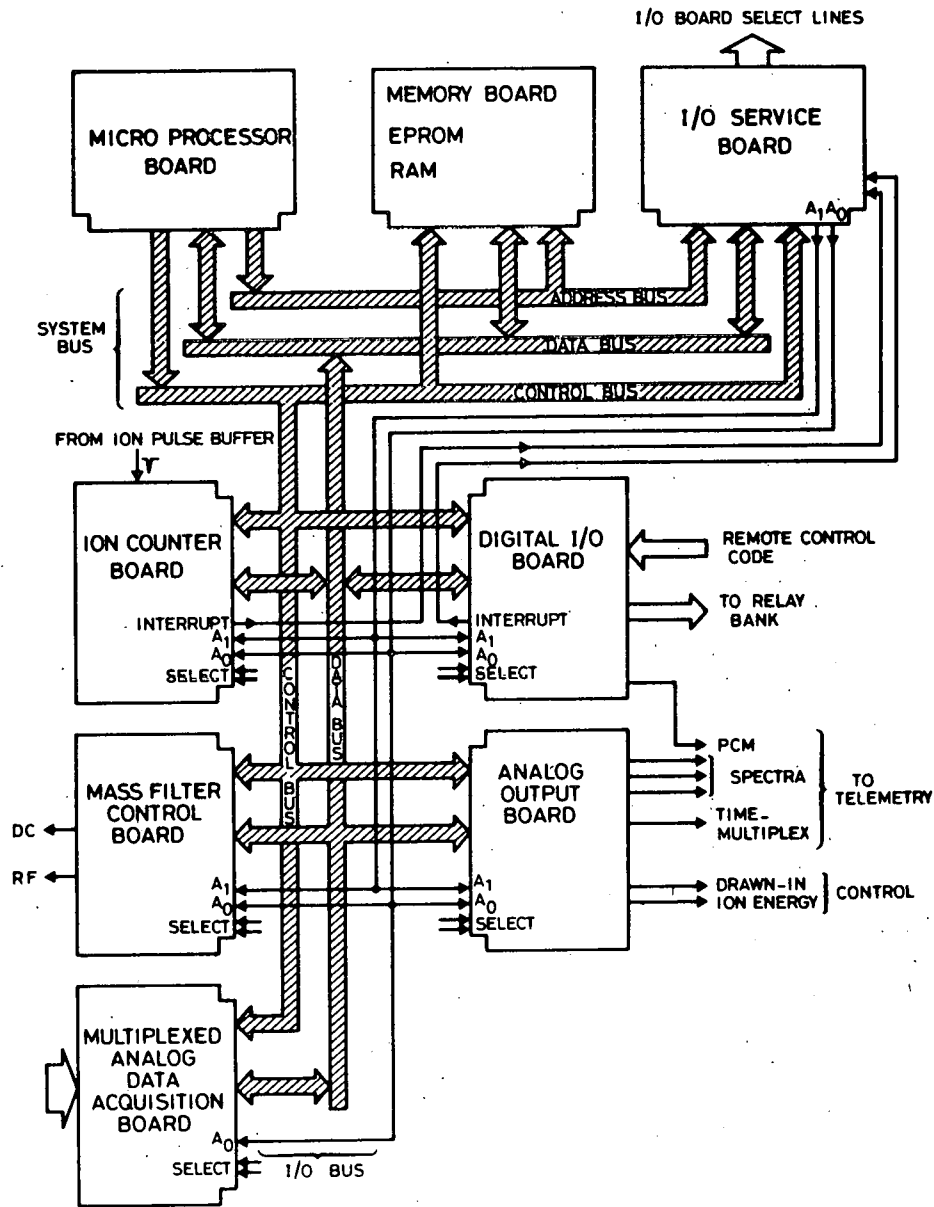 I/O BOARD SELECT LINES
MICRO PROCESSOR
BOARD
MEMORY BOARD
EPROM
RAM
I/O SERVICE
BOARD
A1 A0
ADDRESS BUS
SYSTEM
BUS
DATA BUS
CONTROL BUS
FROM ION PULSE BUFFER
ION COUNTER
BOARD
INTERRUPT
A1
A0
SELECT
DIGITAL I/O
BOARD
INTERRUPT
A1
A0
SELECT
REMOTE CONTROL
CODE
TO RELAY
BANK
CONTROL BUS
DATA BUS
MASS FILTER
CONTROL
BOARD
DC
RF
A1
A0
SELECT
ANALOG
OUTPUT
BOARD
A1
A0
SELECT
PCM
SPECTRA
TIME-
MULTIPLEX
TO
TELEMETRY
DRAWN-IN
ION ENERGY
CONTROL
MULTIPLEXED
ANALOG
DATA
ACQUISITION
BOARD
A0
SELECT
I/O BUS